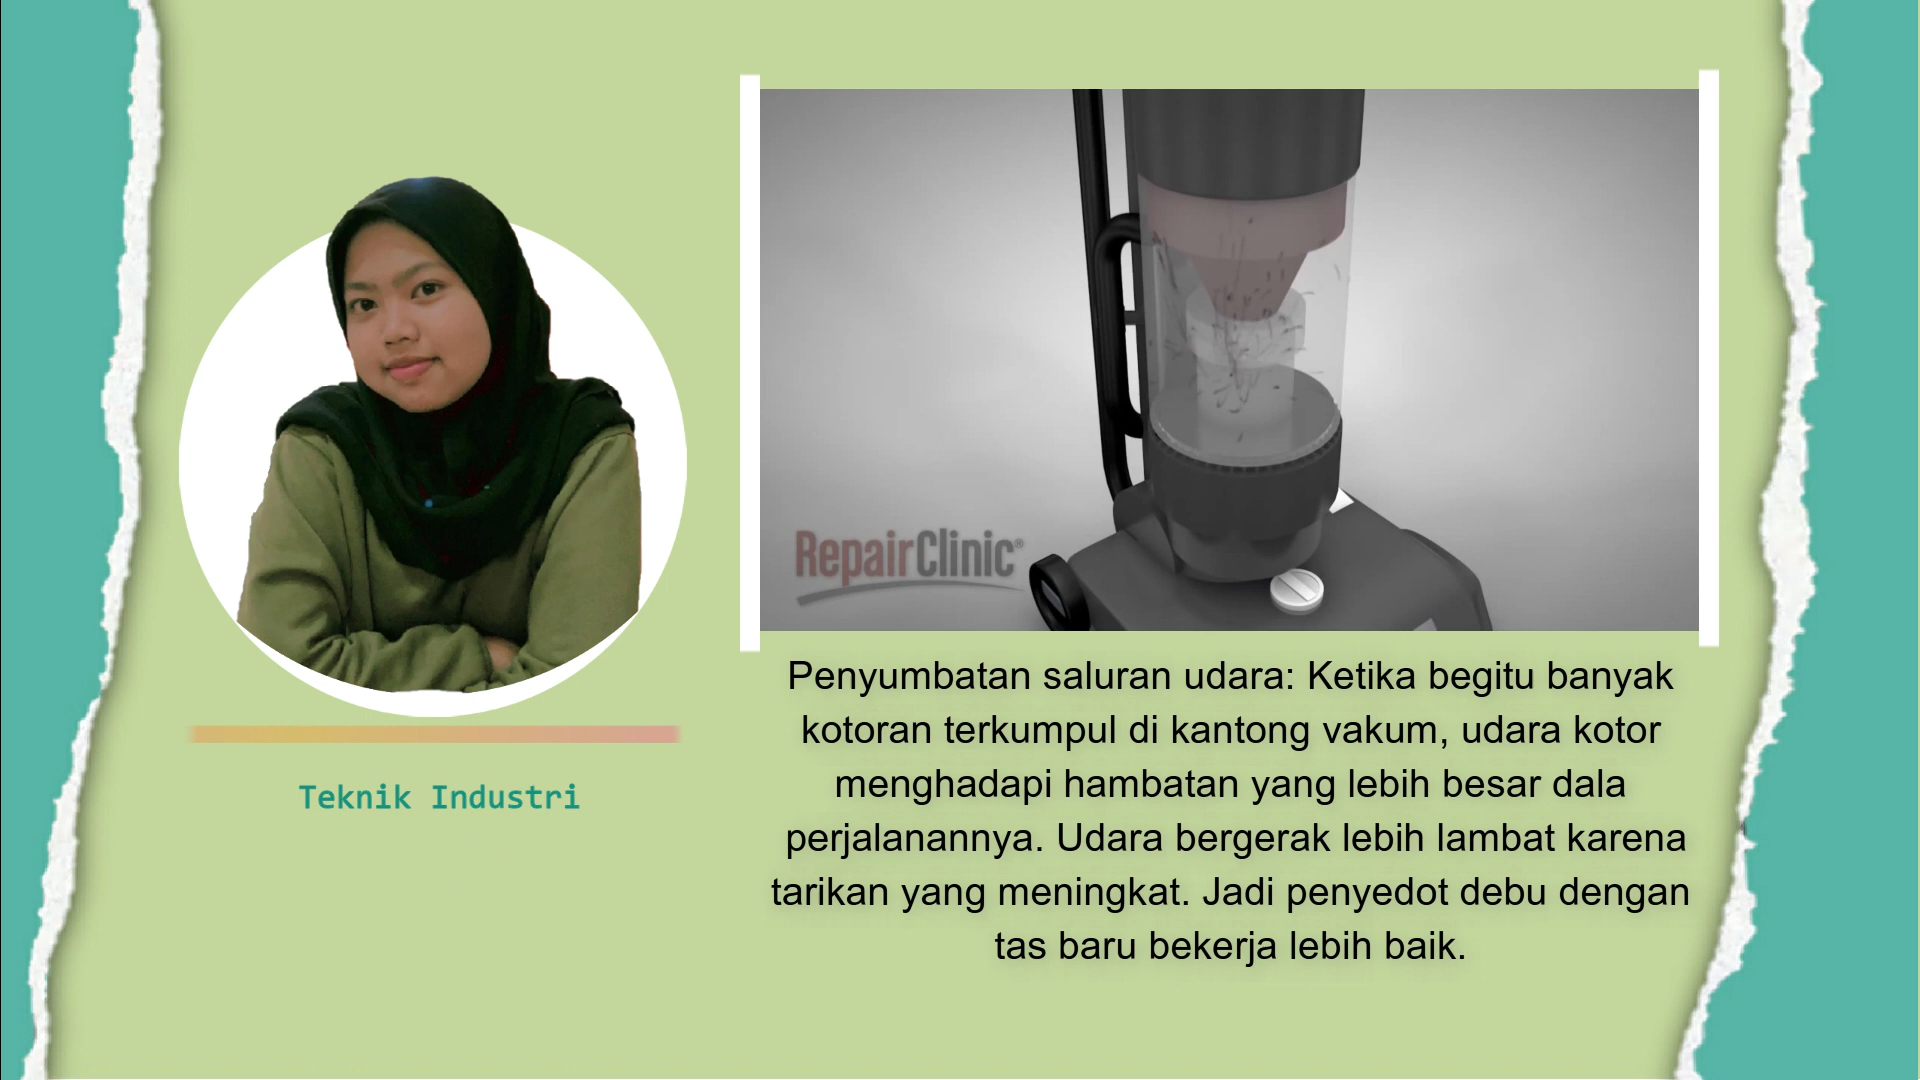 RepairClinic®
Teknik Industri
Penyumbatan saluran udara: Ketika begitu banyak
kotoran terkumpul di kantong vakum, udara kotor
menghadapi hambatan yang lebih besar dala
perjalanannya. Udara bergerak lebih lambat karena
tarikan yang meningkat. Jadi penyedot debu dengan
tas baru bekerja lebih baik.